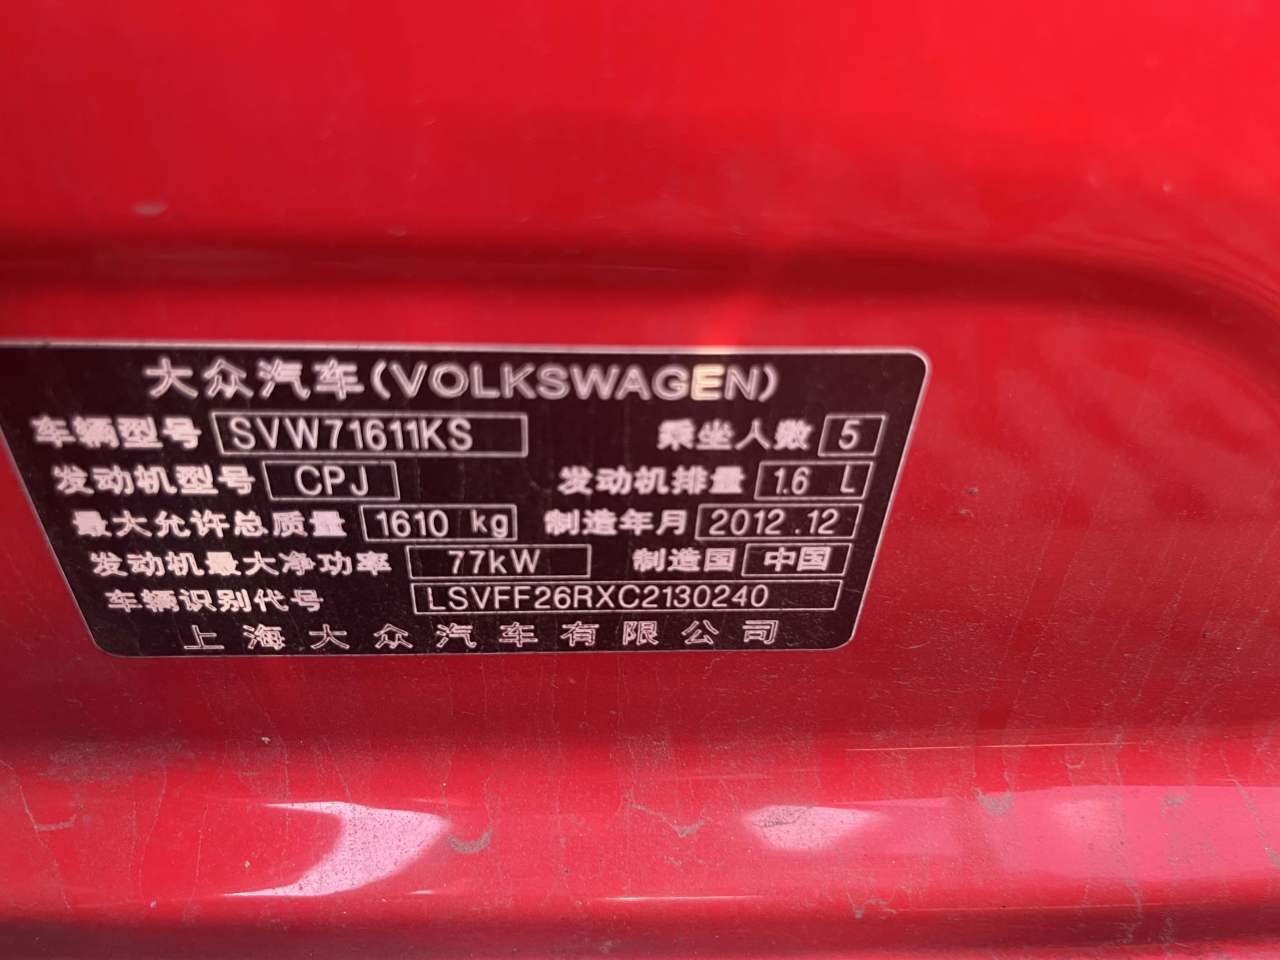 大众汽车(VOLKSWAGEN)
车辆型号 SVW71611KS 乘坐人数 5
发动机型号 CPJ 发动机排量 1.6 L
最大允许总质量 1610 kg 制造年月 2012.12
发动机最大净功率 77kW 制造国 中国
车辆识别代号 LSVFF26RXC2130240
上海大众汽车有限公司